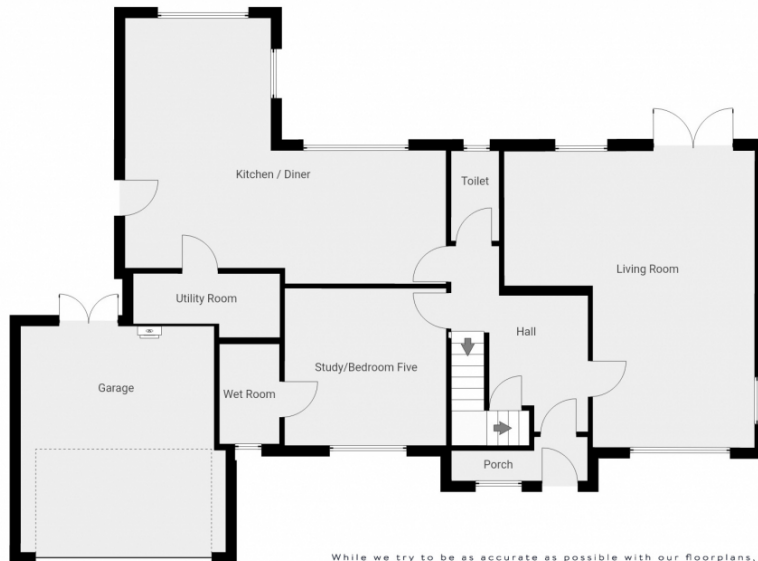 Kitchen / Diner
Toilet
Living Room
Utility Room
Hall
Garage
Study/Bedroom Five
Wet Room
Porch
While we try to be as accurate as possible with our floorplans,